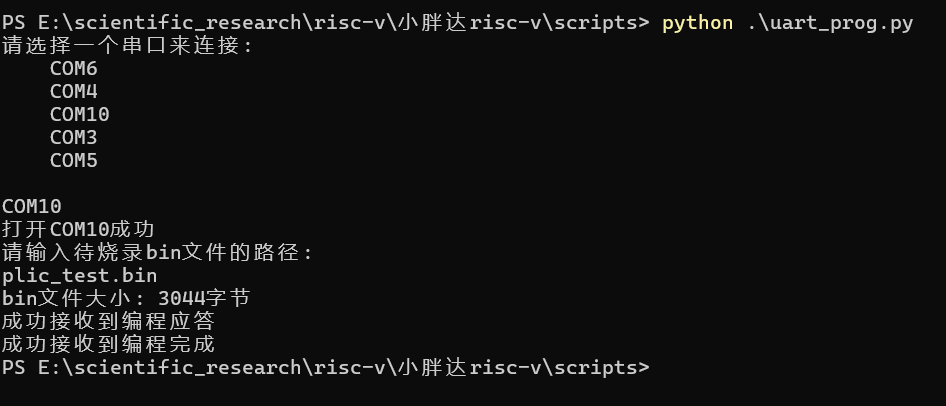 PS E:\scientific_research\risc-v\小胖达risc-v\scripts> python .\uart_prog.py
请选择一个串口来连接:
COM6
COM4
COM10
COM3
COM5
COM10
打开COM10成功
请输入待烧录bin文件的路径:
plic_test.bin
bin文件大小: 3044字节
成功接收到编程应答
成功接收到编程完成
PS E:\scientific_research\risc-v\小胖达risc-v\scripts>